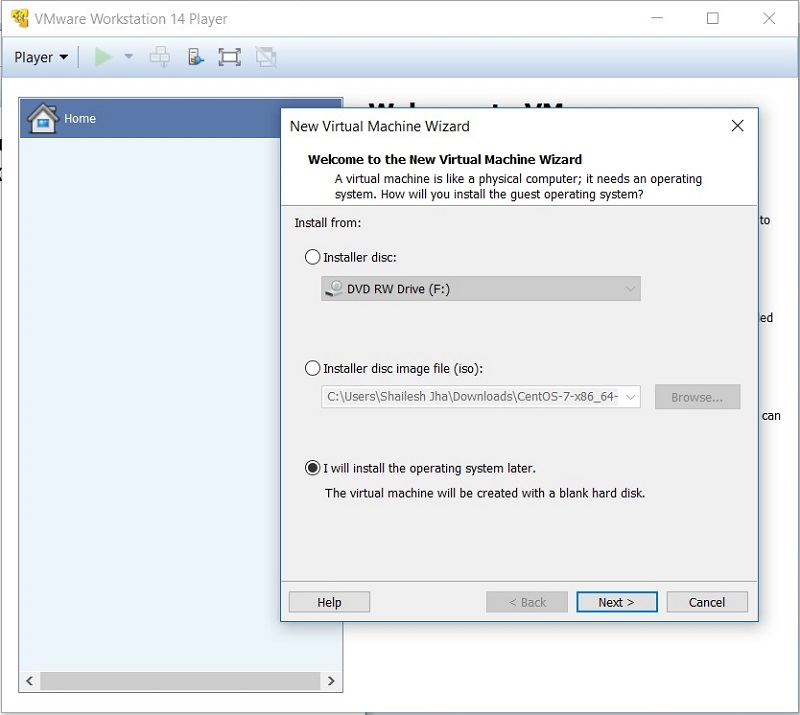 VMware Workstation 14 Player
Player
Home
New Virtual Machine Wizard
Welcome to the New Virtual Machine Wizard
A virtual machine is like a physical computer; it needs an operating
system. How will you install the guest operating system?
Install from:
Installer disc:
DVD RW Drive (F:)
Installer disc image file (iso):
C:\Users\Shailesh Jha\Downloads\CentOS-7-x86_64-
Browse...
I will install the operating system later.
The virtual machine will be created with a blank hard disk.
Help
< Back
Next >
Cancel
to
ed
can